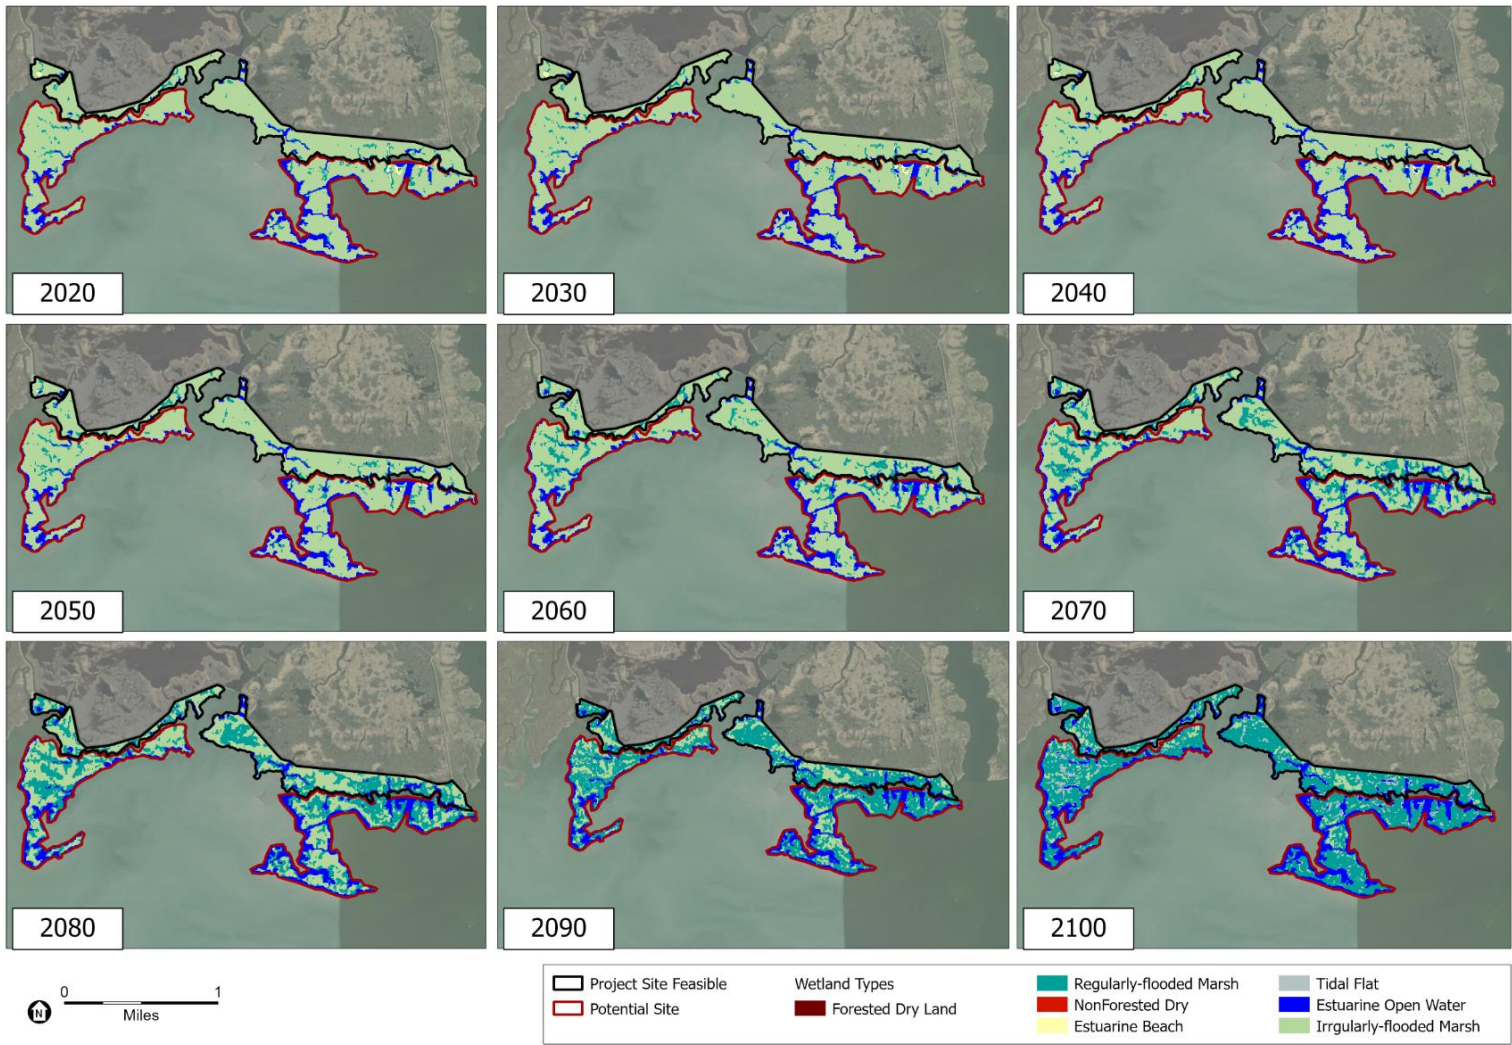 2020
2030
2040
2050
2060
2070
2080
2090
2100
N
0 1
Miles
Project Site Feasible
Potential Site
Wetland Types
Forested Dry Land
Regularly-flooded Marsh
NonForested Dry
Estuarine Beach
Tidal Flat
Estuarine Open Water
Irrgularly-flooded Marsh